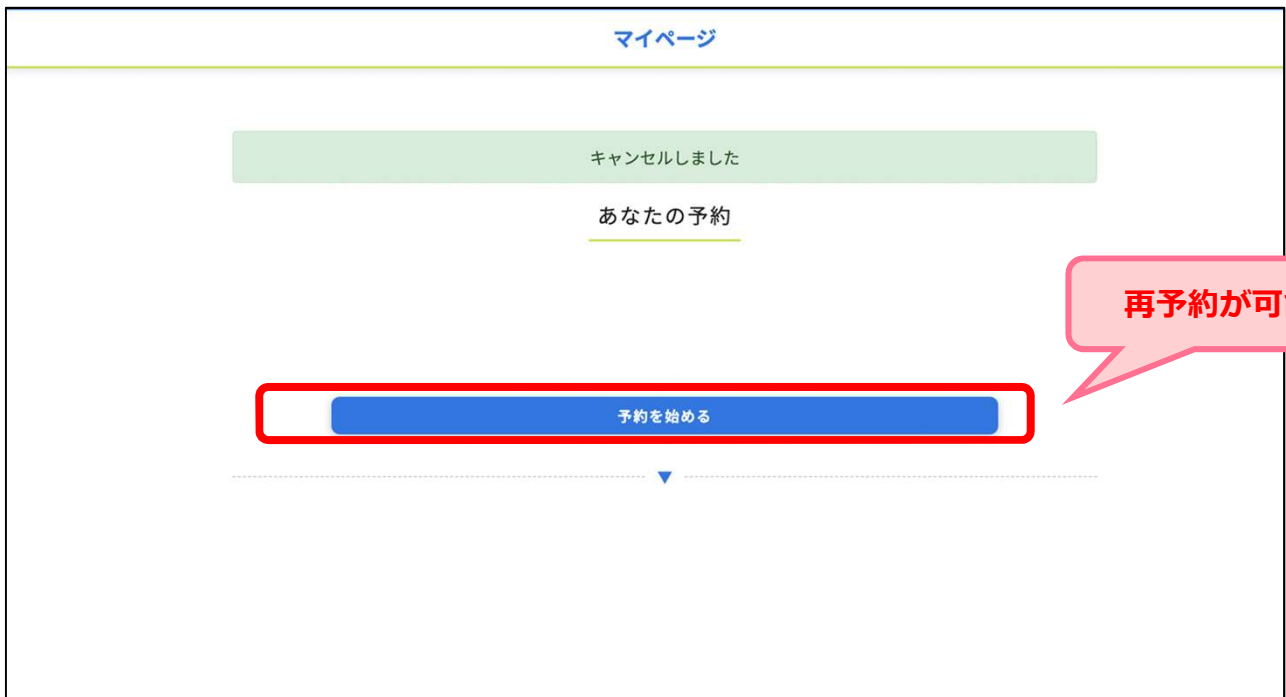 マイページ
キャンセルしました
あなたの予約
再予約が可
予約を始める